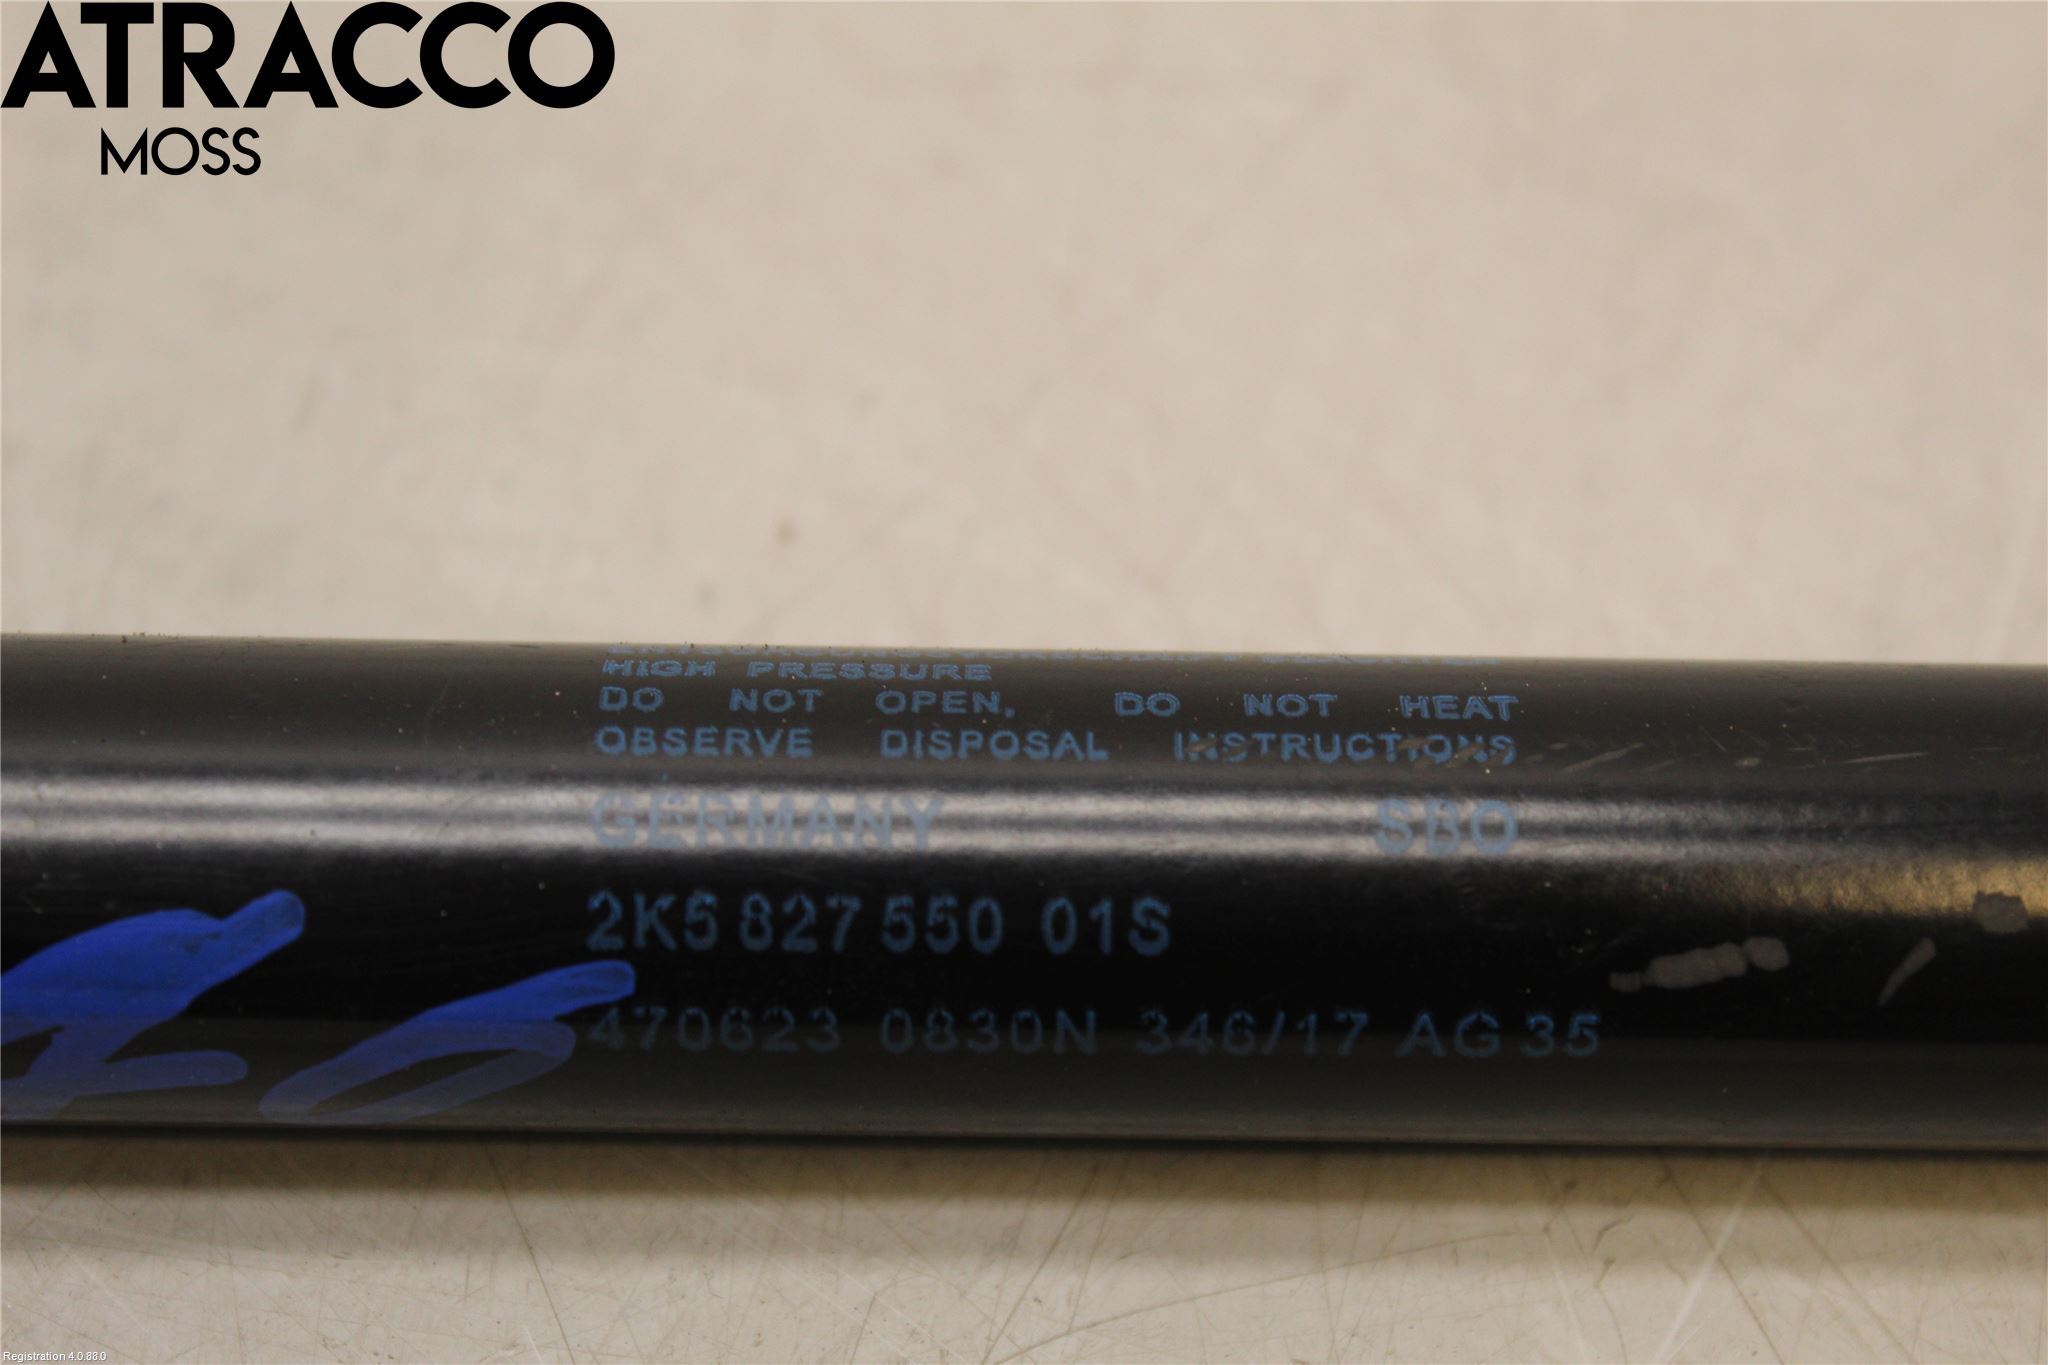 ATRACCO
MOSS
HIGH PRESSURE
DO NOT OPEN, DO NOT HEAT
OBSERVE DISPOSAL INSTRUCTIONS
GERMANY SBO
2K5 827 550 01S
470623 0830N 346/17 AG 35
Registration 4.0.88.0